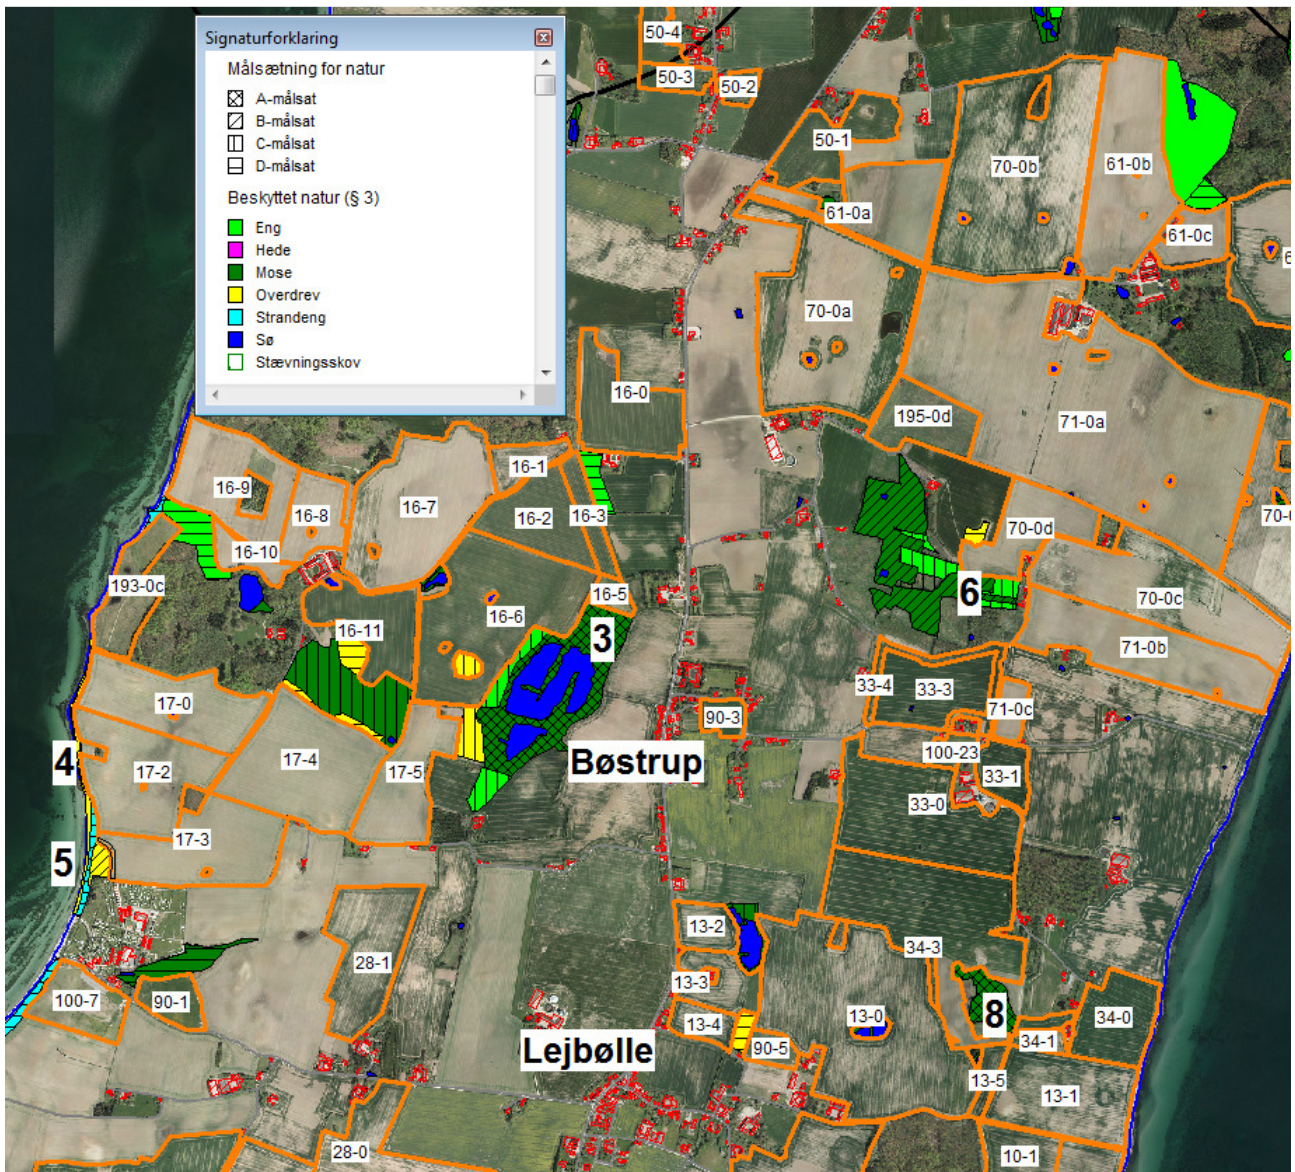 Signaturforklaring
Målsætning for natur
A-målsat
B-målsat
C-målsat
D-målsat
Beskyttet natur (§ 3)
Eng
Hede
Mose
Overdrev
Strandeng
Sø
Stævningsskov
50-4
50-3
50-2
50-1
70-0b
61-0b
61-0a
61-0c
6
70-0a
16-0
195-0d
71-0a
16-1
16-9
16-8
16-7
16-2
16-3
70-0
16-10
70-0d
193-0c
16-5
6
70-0c
16-6
16-11
3
71-0b
33-4
33-3
17-0
71-0c
90-3
4
100-23
17-2
17-4
17-5
Bøstrup
33-1
33-0
17-3
5
13-2
34-3
28-1
13-3
100-7
90-1
13-0
8
34-0
13-4
34-1
Lejbølle
90-5
13-5
13-1
28-0
10-1